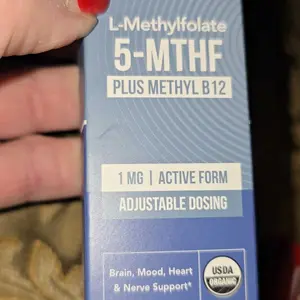 L-Methylfolate
5-MTHF
PLUS METHYL B12
1 MG | ACTIVE FORM
ADJUSTABLE DOSING
Brain, Mood, Heart
& Nerve Support*
USDA
ORGANIC